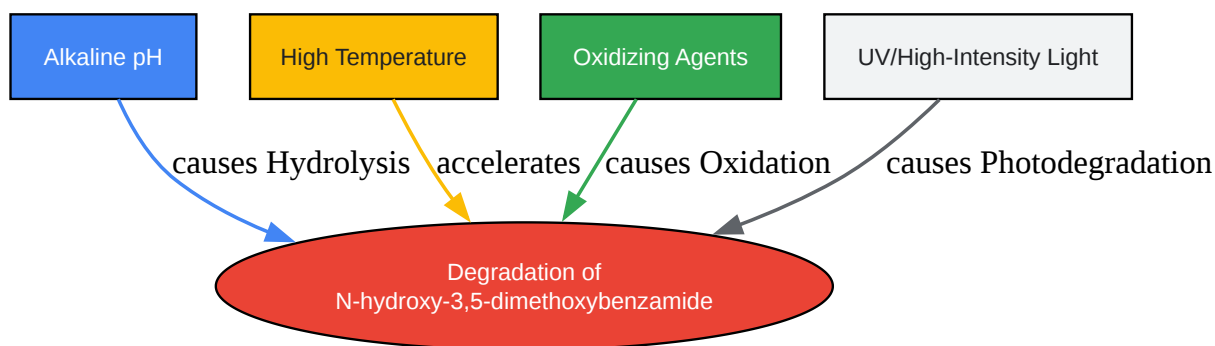 Alkaline pH
High Temperature
Oxidizing Agents
UV/High-Intensity Light
causes Hydrolysis
accelerates
causes Oxidation
causes Photodegradation
Degradation of
N-hydroxy-3,5-dimethoxybenzamide